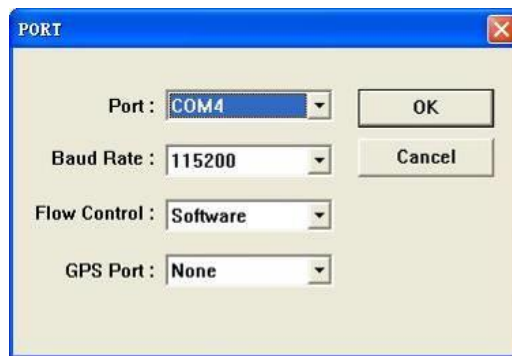 PORT
Port : COM4
OK
Baud Rate : 115200
Cancel
Flow Control : Software
GPS Port : None